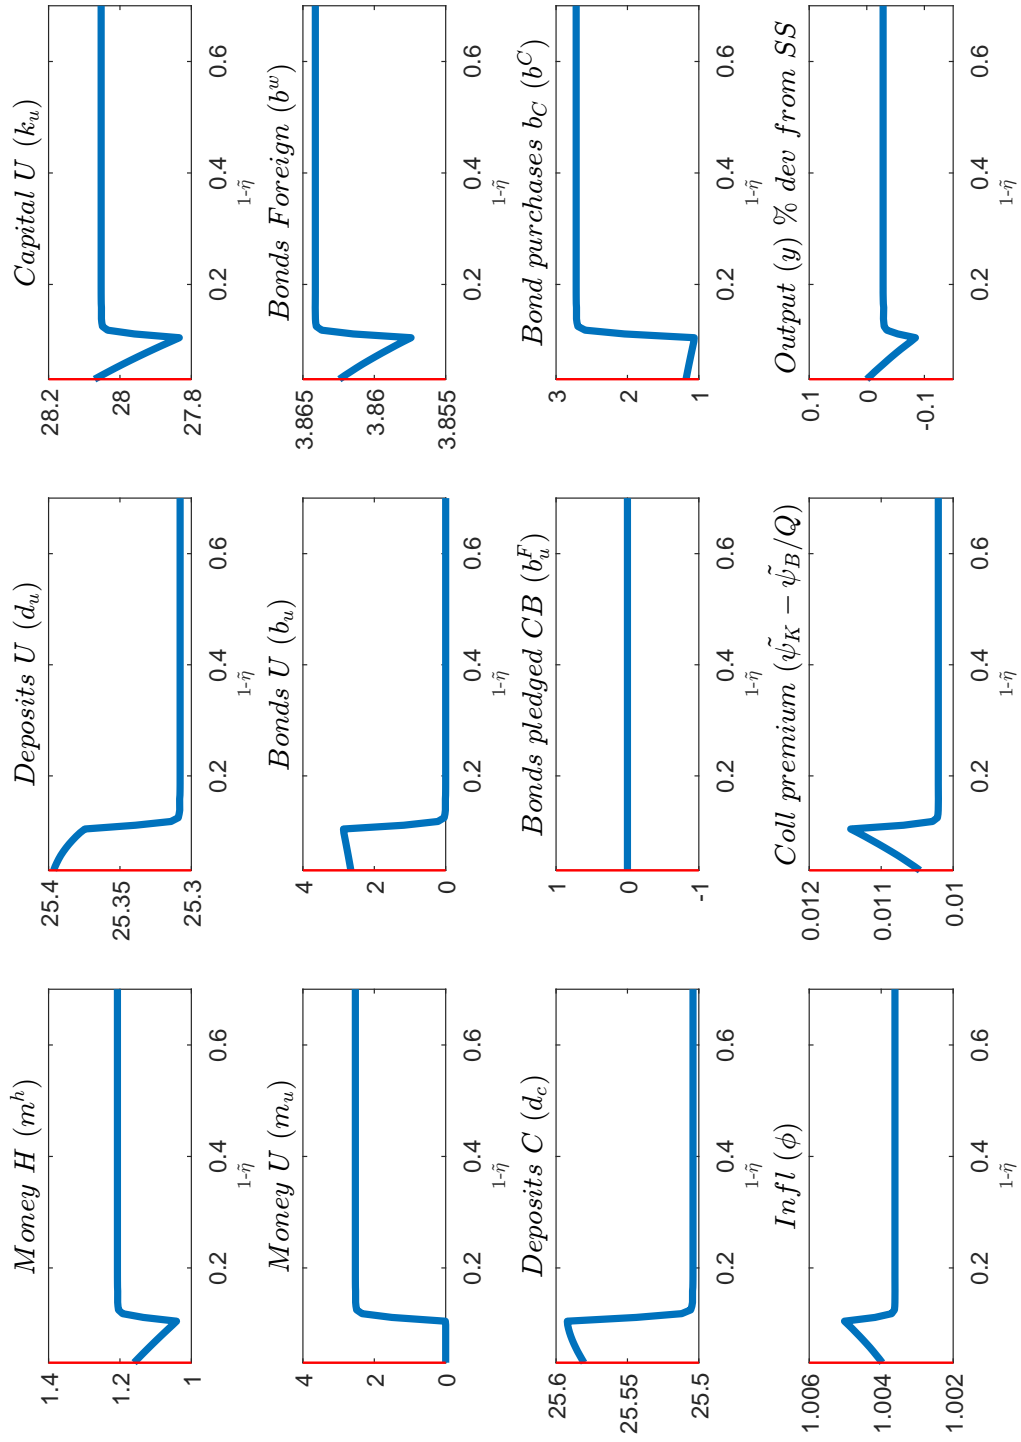 Money H (m^h)
1.4
1.2
1
0.2 0.4 0.6
1-η̃
Deposits U (d_u)
25.4
25.35
25.3
0.2 0.4 0.6
1-η̃
Capital U (k_u)
28.2
28
27.8
0.2 0.4 0.6
1-η̃
Money U (m_u)
4
2
0
0.2 0.4 0.6
1-η̃
Bonds U (b_u)
4
2
0
0.2 0.4 0.6
1-η̃
Bonds Foreign (b^w)
3.865
3.86
3.855
0.2 0.4 0.6
1-η̃
Deposits C (d_c)
25.6
25.55
25.5
0.2 0.4 0.6
1-η̃
Bonds pledged CB (b_u^F)
1
0
-1
0.2 0.4 0.6
1-η̃
Bond purchases b_C (b^C)
3
2
1
0.2 0.4 0.6
1-η̃
Infl (ϕ)
1.006
1.004
1.002
0.2 0.4 0.6
1-η̃
Coll premium (ψ̃_K − ψ̃_B/Q)
0.012
0.011
0.01
0.2 0.4 0.6
1-η̃
Output (y) % dev from SS
0.1
0
-0.1
0.2 0.4 0.6
1-η̃